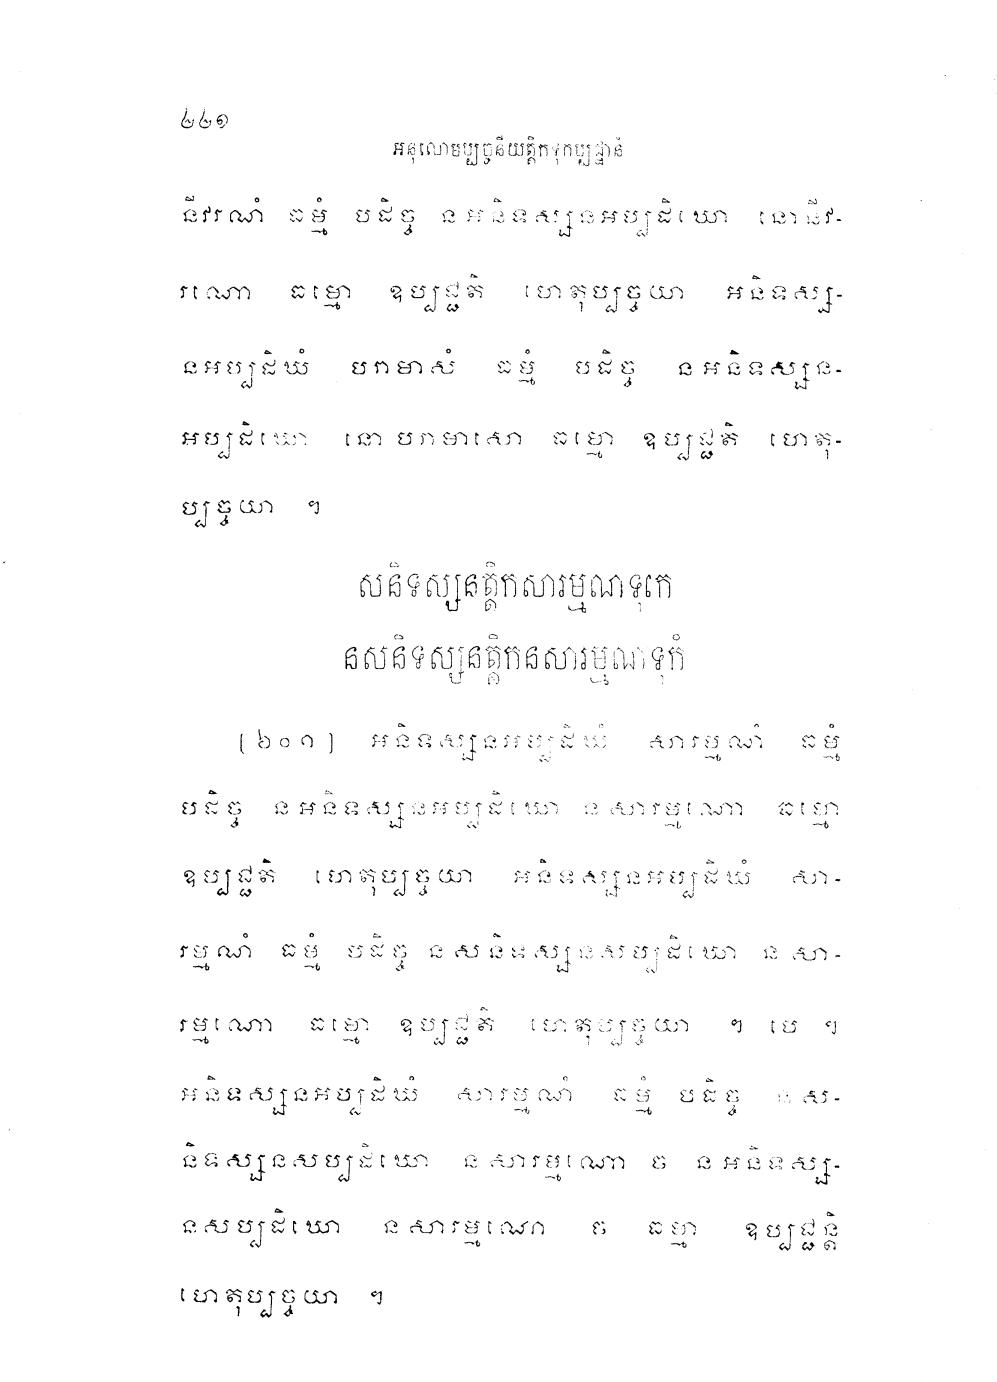 ៤៤១
អនុលោមប្បច្ចនីយត្តិកទុកប្បដ្ឋានំ
នីវរណំ ធម្មំ បដិច្ច នអនិទស្សនអប្បដិឃោ នោនីវ-
រណោ ធម្មោ ឧប្បជ្ជតិ ហេតុប្បច្ចយា អនិទស្ស-
នអប្បដិឃំ បរាមាសំ ធម្មំ បដិច្ច នអនិទស្សន-
អប្បដិឃោ នោ បរាមាសោ ធម្មោ ឧប្បជ្ជតិ ហេតុ-
ប្បច្ចយា ។
សនិទស្សនត្តិកសារម្មណទុកេ
នសនិទស្សនត្តិកនសារម្មណទុកំ
[៦០៣] អនិទស្សនអប្បដិឃំ សារម្មណំ ធម្មំ
បដិច្ច នអនិទស្សនអប្បដិឃោ នសារម្មណោ ធម្មោ
ឧប្បជ្ជតិ ហេតុប្បច្ចយា អនិទស្សនអប្បដិឃំ សា-
រម្មណំ ធម្មំ បដិច្ច នសនិទស្សនសប្បដិឃោ នសា-
រម្មណោ ធម្មោ ឧប្បជ្ជតិ ហេតុប្បច្ចយា ។ បេ ។
អនិទស្សនអប្បដិឃំ សារម្មណំ ធម្មំ បដិច្ច នស-
និទស្សនសប្បដិឃោ នសារម្មណោ ច នអនិទស្ស-
នសប្បដិឃោ នសារម្មណោ ច ធម្មា ឧប្បជ្ជន្តិ
ហេតុប្បច្ចយា ។